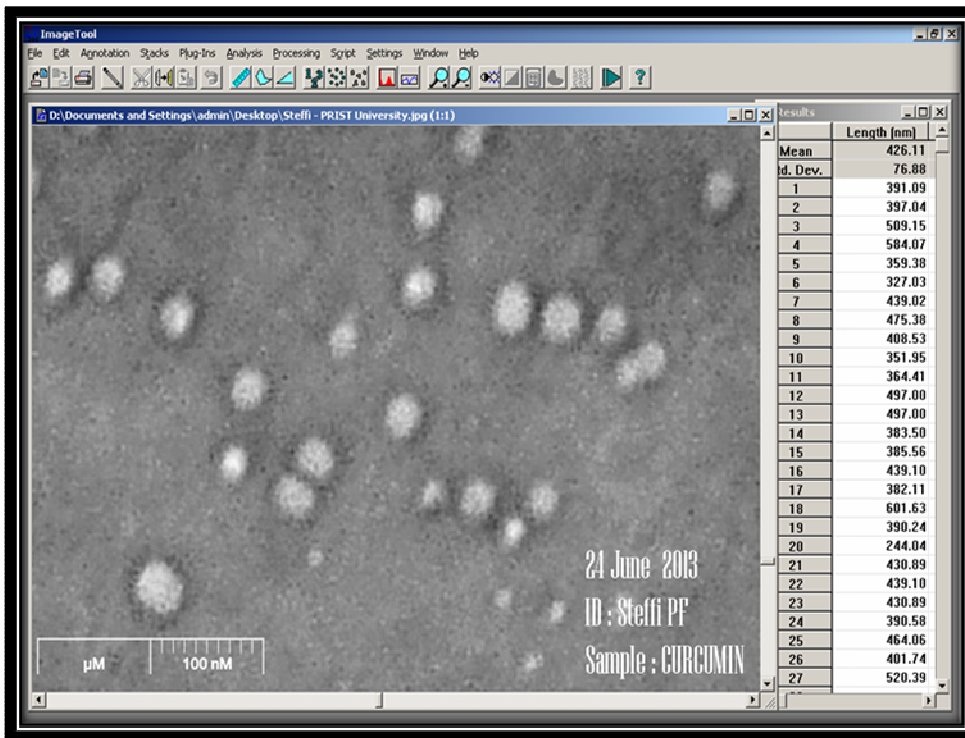 ImageTool
File Edit Annotation Stacks Plug-Ins Analysis Processing Script Settings Window Help
D:\Documents and Settings\admin\Desktop\Steffi - PRIST University.jpg (1:1)
Results
Length (nm)
Mean 426.11
td. Dev. 76.88
1 391.09
2 397.04
3 509.15
4 584.07
5 359.38
6 327.03
7 439.02
8 475.38
9 408.53
10 351.95
11 364.41
12 497.00
13 497.00
14 383.50
15 385.56
16 439.10
17 382.11
18 601.63
19 390.24
20 244.04
21 430.89
22 439.10
23 430.89
24 390.58
25 464.06
26 401.74
27 520.39
24 June 2013
ID : Steffi PF
Sample : CURCUMIN
µM 100 nM